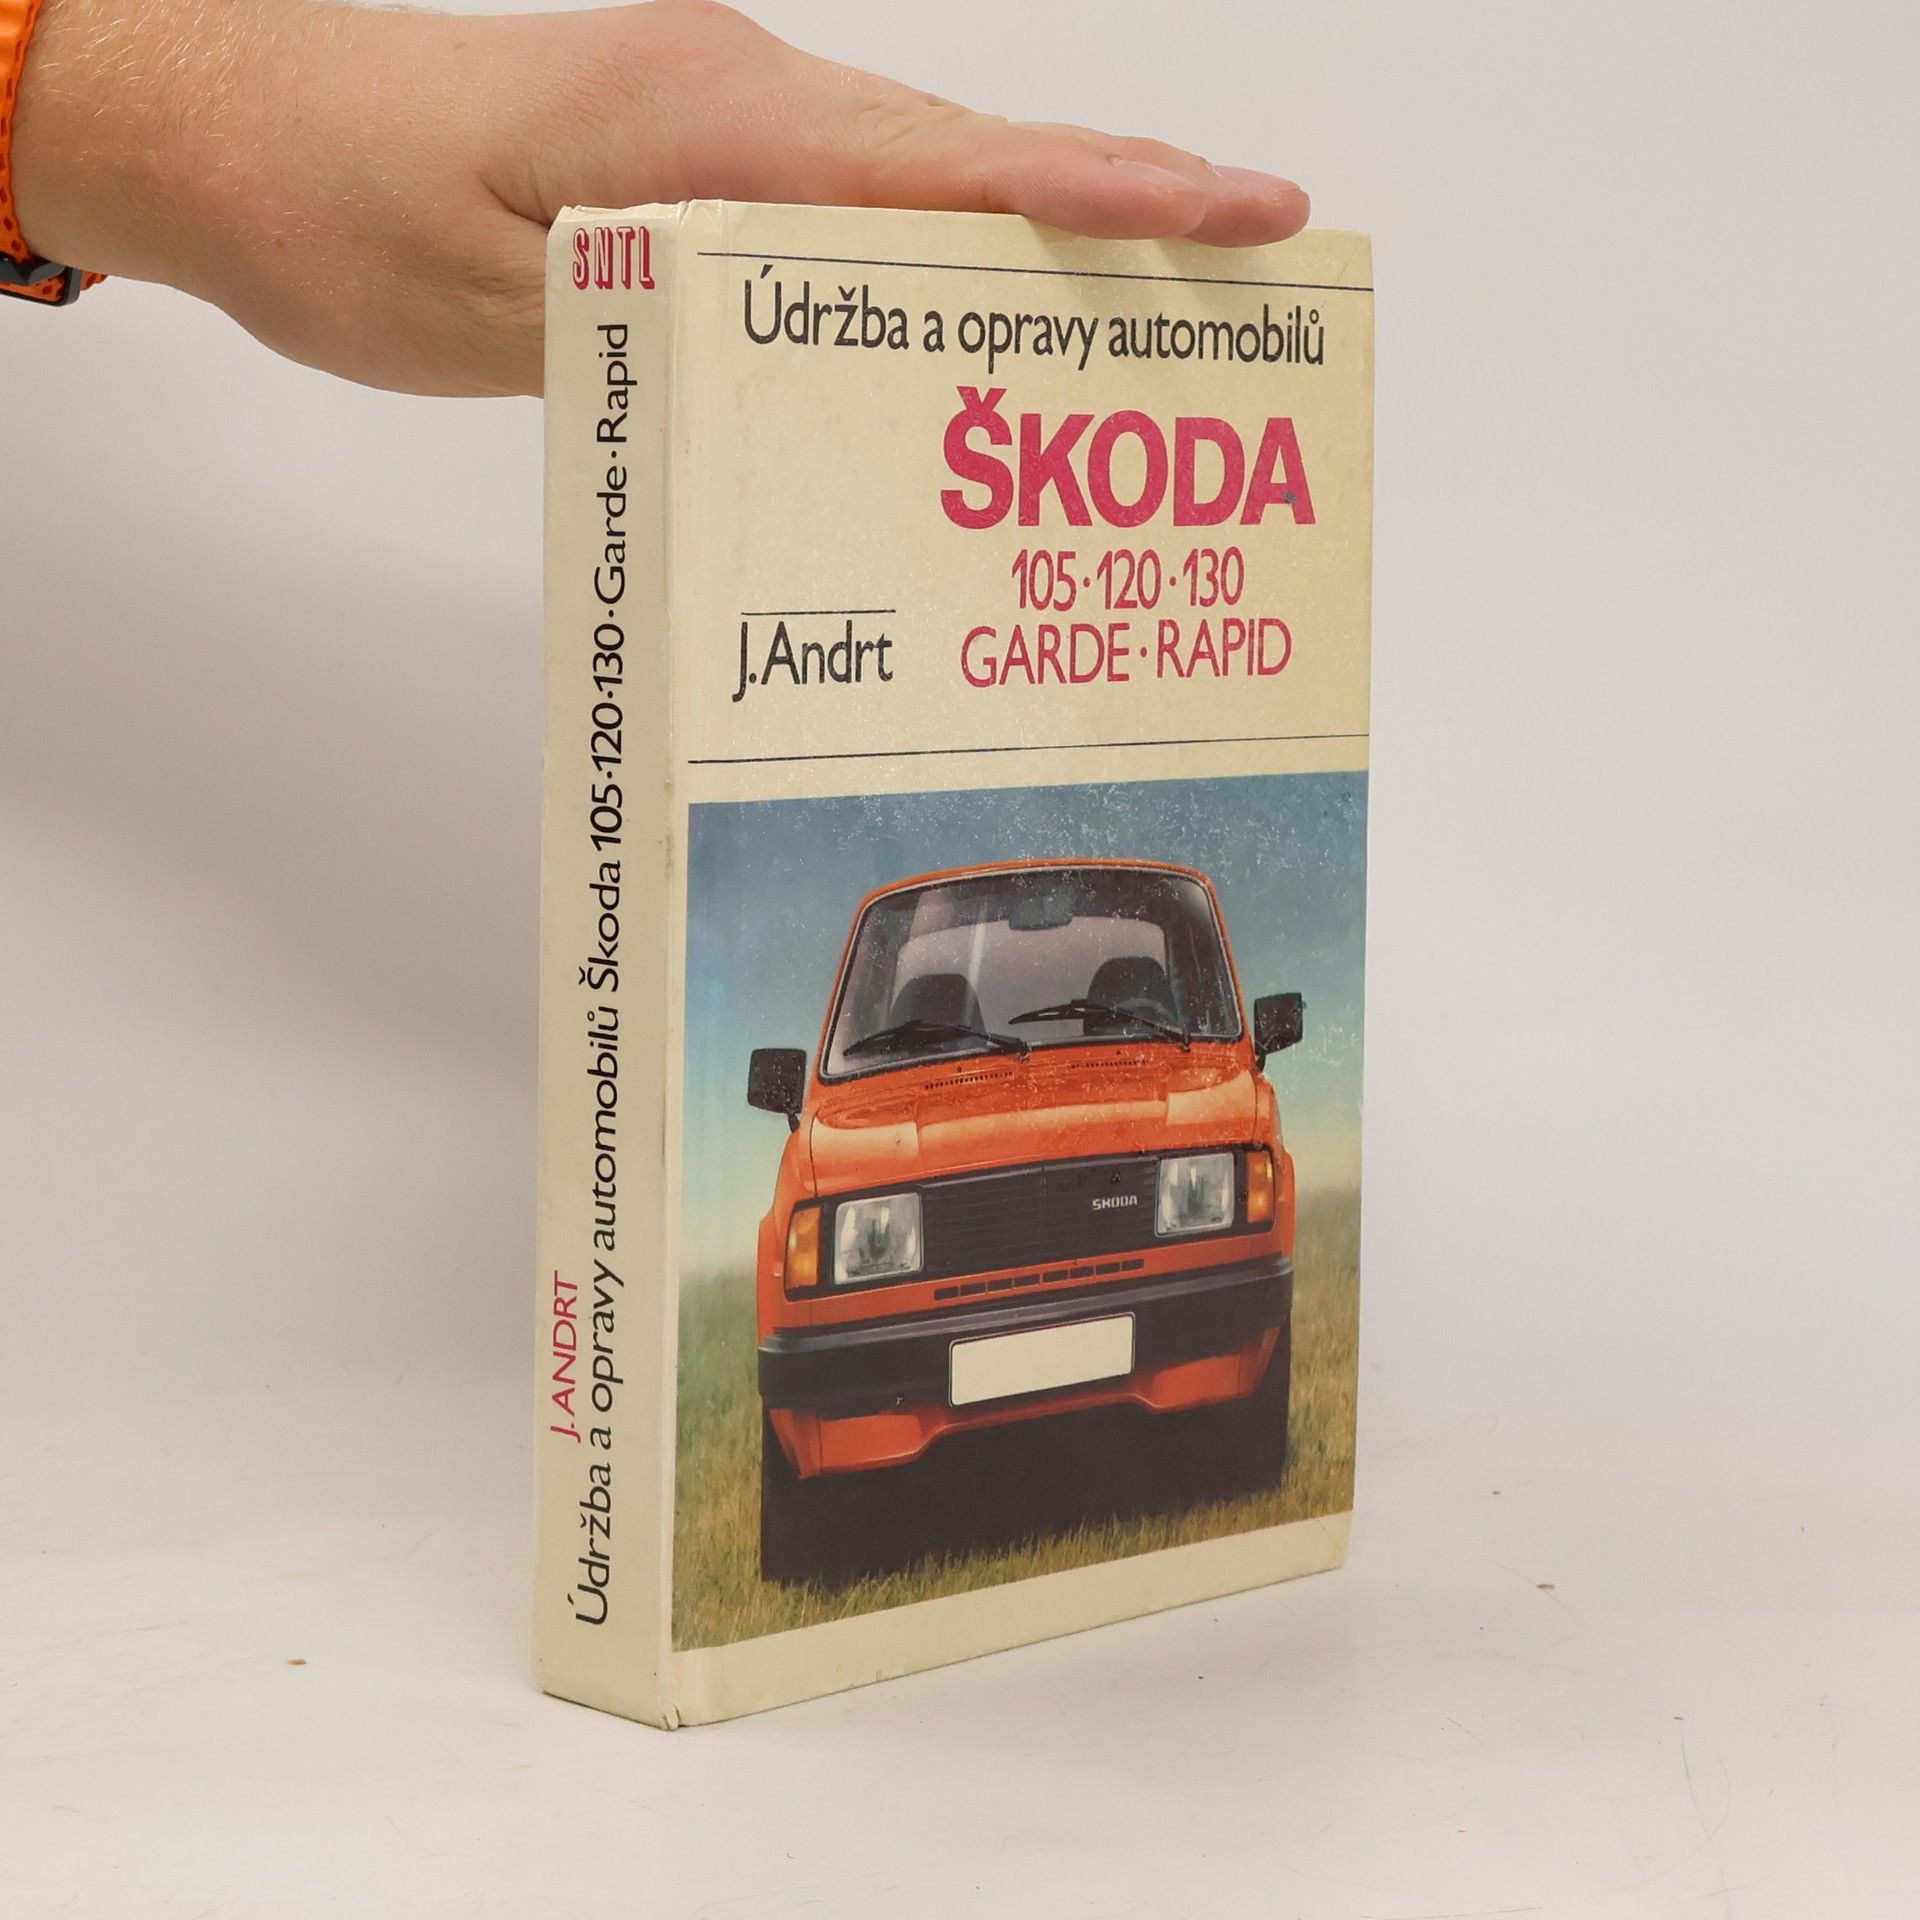 SNTL
J. ANDRT
Údržba a opravy automobilů Škoda 105·120·130·Garde·Rapid
Údržba a opravy automobilů
ŠKODA
105·120·130
J. Andrt
GARDE·RAPID
SKODA